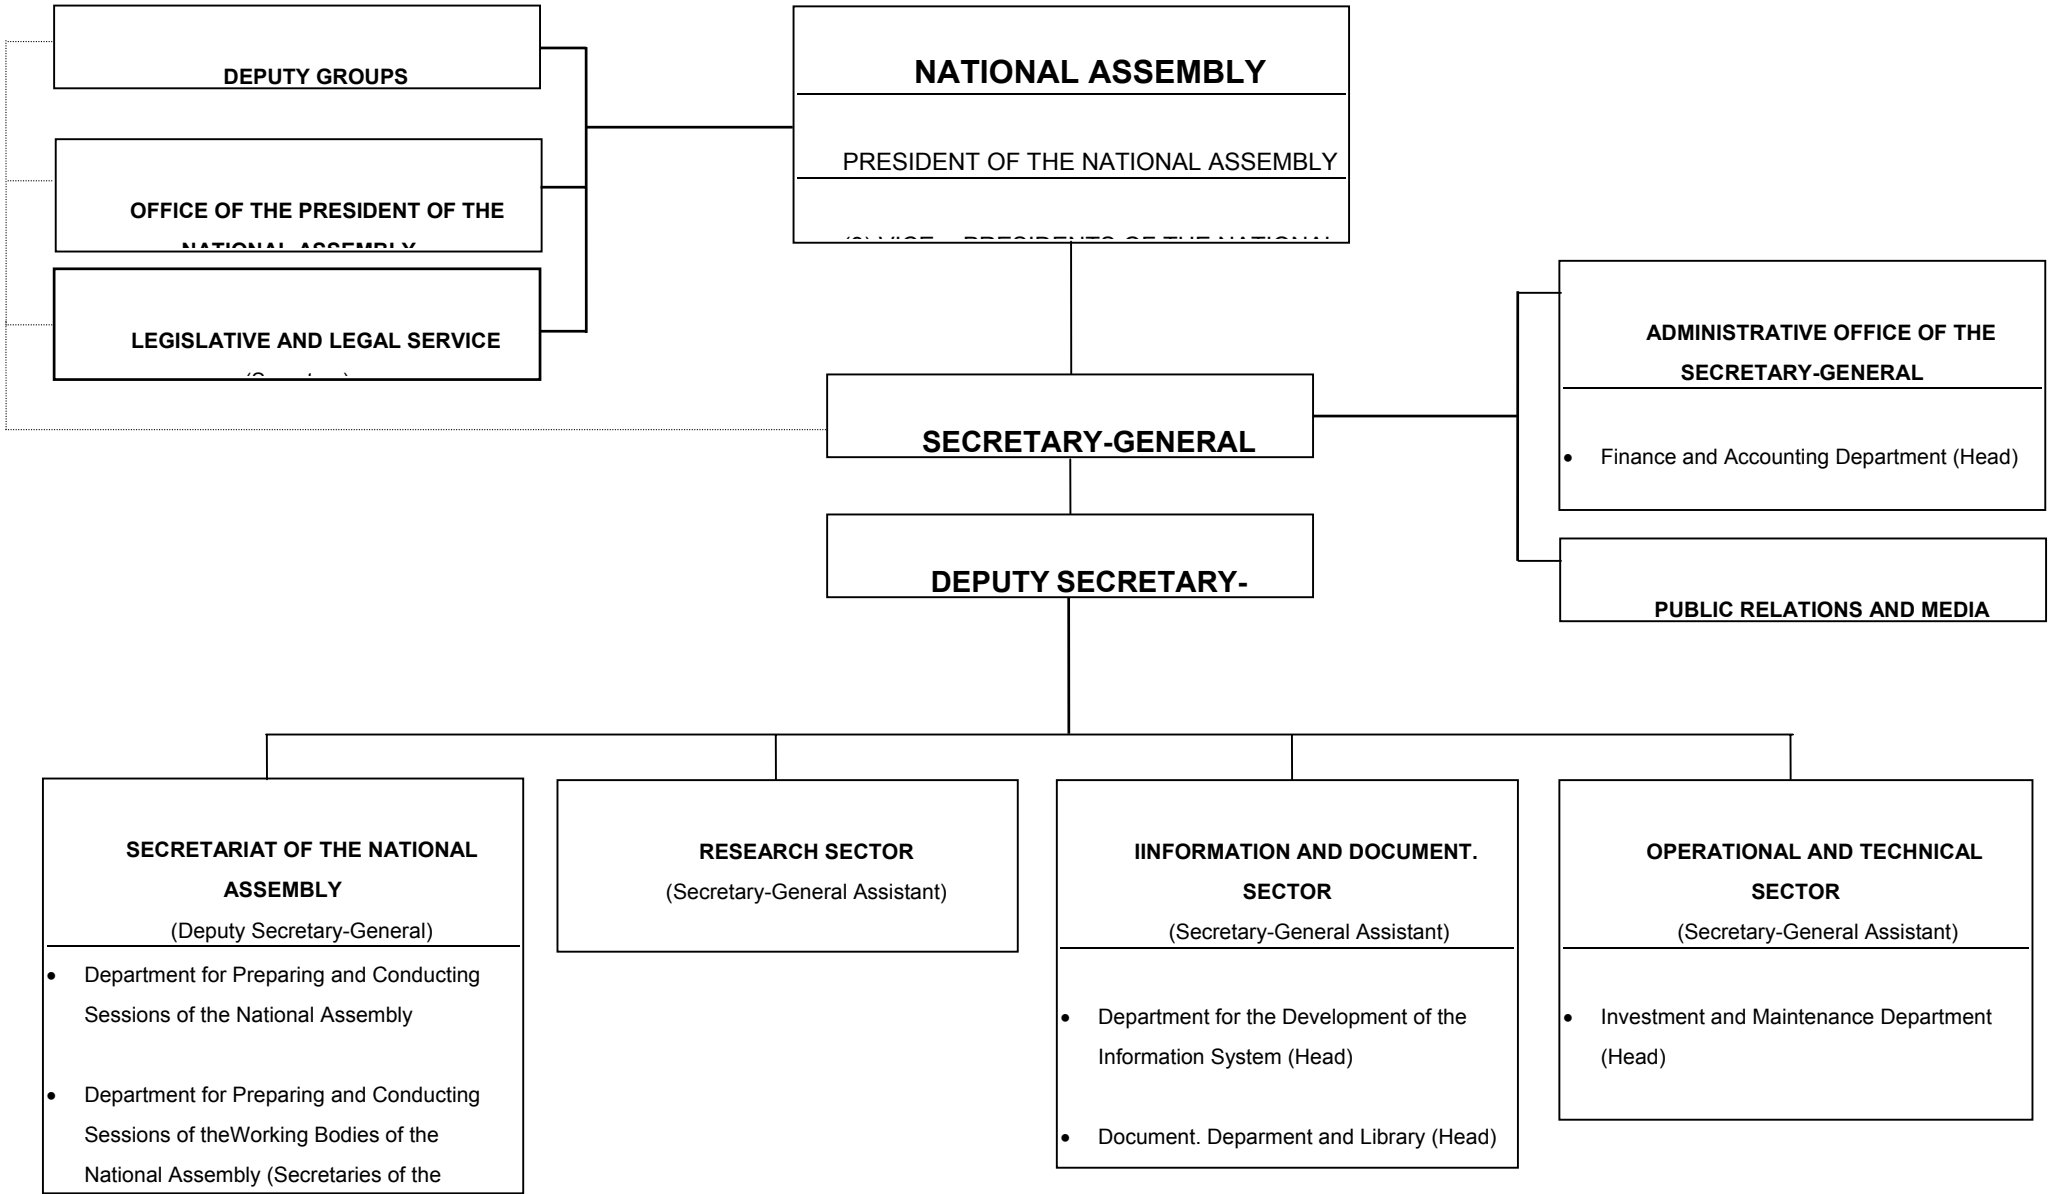 DEPUTY GROUPS
NATIONAL ASSEMBLY
PRESIDENT OF THE NATIONAL ASSEMBLY
OFFICE OF THE PRESIDENT OF THE
NATIONAL ASSEMBLY
LEGISLATIVE AND LEGAL SERVICE
ADMINISTRATIVE OFFICE OF THE
SECRETARY-GENERAL
• Finance and Accounting Department (Head)
SECRETARY-GENERAL
DEPUTY SECRETARY-
PUBLIC RELATIONS AND MEDIA
SECRETARIAT OF THE NATIONAL
ASSEMBLY
(Deputy Secretary-General)
• Department for Preparing and Conducting
Sessions of the National Assembly
• Department for Preparing and Conducting
Sessions of theWorking Bodies of the
National Assembly (Secretaries of the
RESEARCH SECTOR
(Secretary-General Assistant)
IINFORMATION AND DOCUMENT.
SECTOR
(Secretary-General Assistant)
• Department for the Development of the
Information System (Head)
• Document. Deparment and Library (Head)
OPERATIONAL AND TECHNICAL
SECTOR
(Secretary-General Assistant)
• Investment and Maintenance Department
(Head)